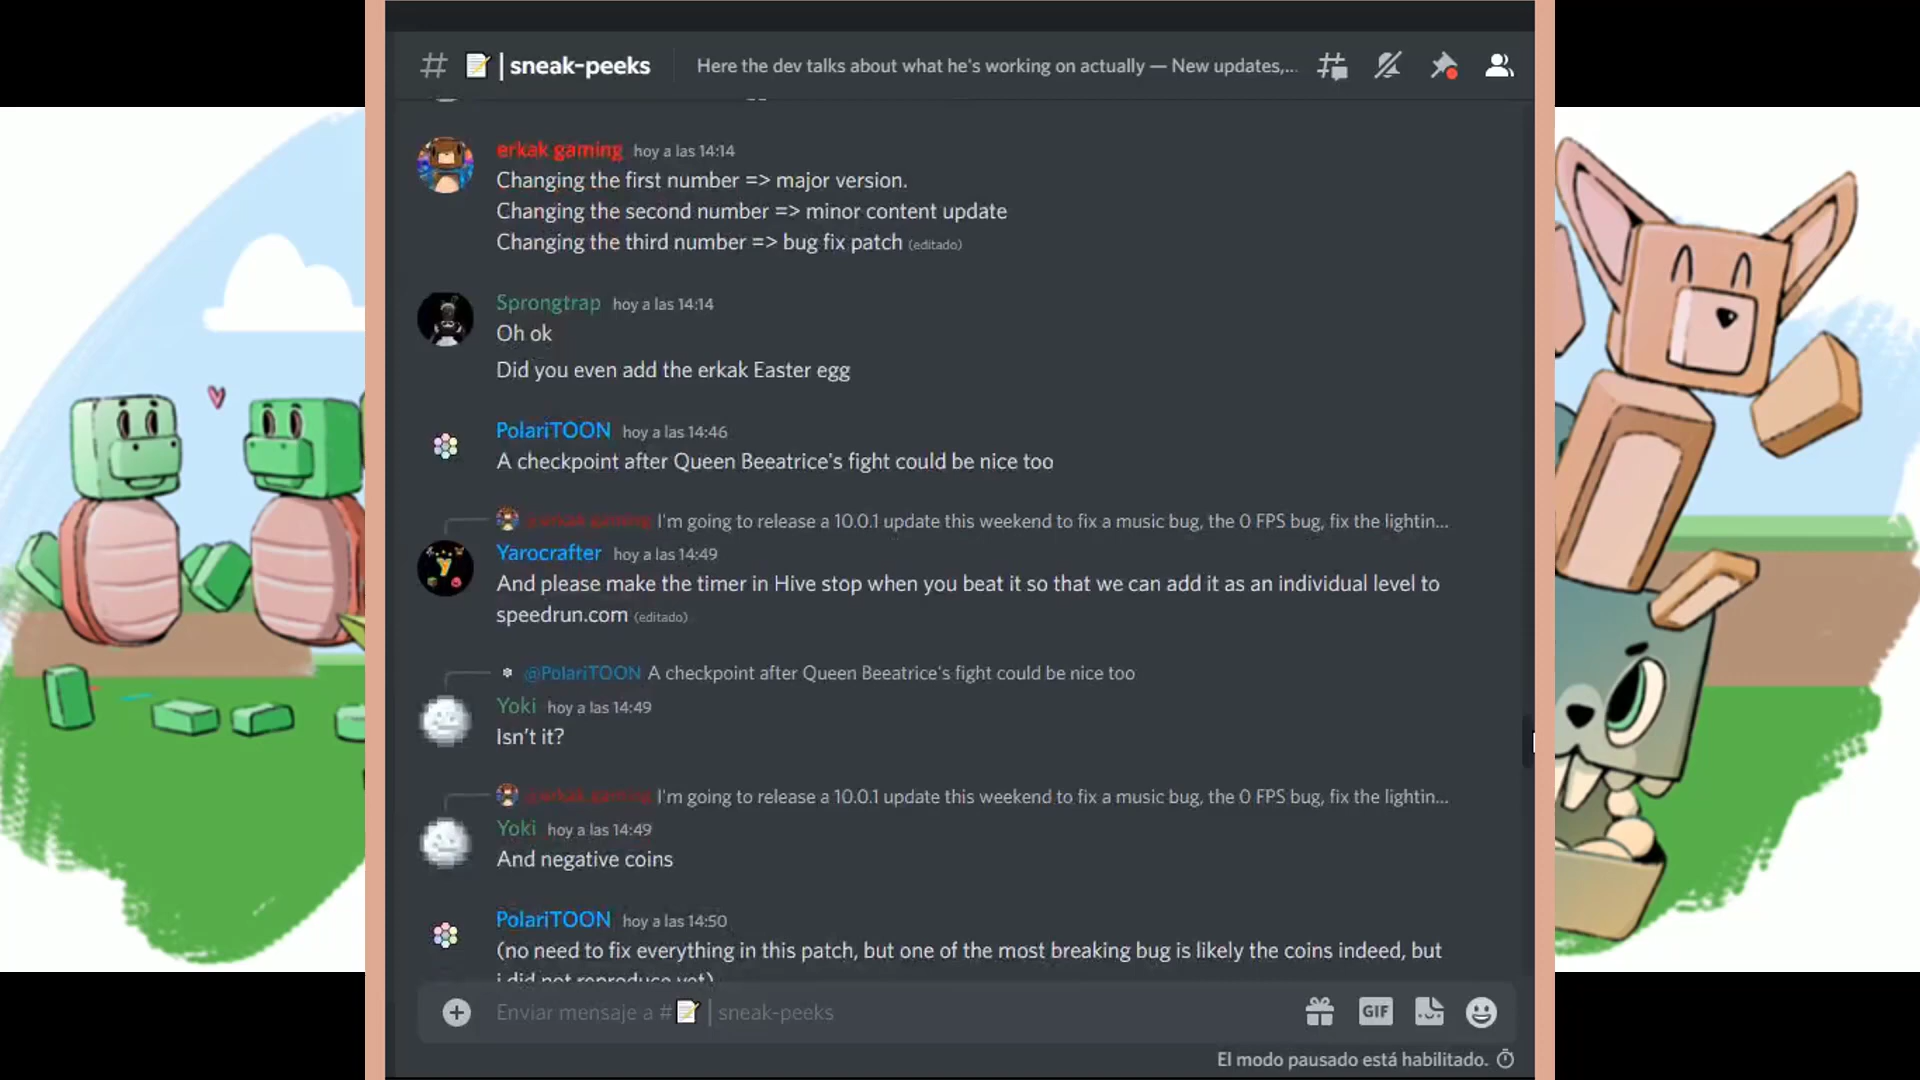 # 📝 | sneak-peeks Here the dev talks about what he's working on actually — New updates,...
erkak gaming hoy a las 14:14
Changing the first number => major version.
Changing the second number => minor content update
Changing the third number => bug fix patch (editado)
Sprongtrap hoy a las 14:14
Oh ok
Did you even add the erkak Easter egg
PolariTOON hoy a las 14:46
A checkpoint after Queen Beeatrice's fight could be nice too
@erkak gaming I'm going to release a 10.0.1 update this weekend to fix a music bug, the 0 FPS bug, fix the lightin...
Yarocrafter hoy a las 14:49
And please make the timer in Hive stop when you beat it so that we can add it as an individual level to
speedrun.com (editado)
@PolariTOON A checkpoint after Queen Beeatrice's fight could be nice too
Yoki hoy a las 14:49
Isn't it?
@erkak gaming I'm going to release a 10.0.1 update this weekend to fix a music bug, the 0 FPS bug, fix the lightin...
Yoki hoy a las 14:49
And negative coins
PolariTOON hoy a las 14:50
(no need to fix everything in this patch, but one of the most breaking bug is likely the coins indeed, but
i did not reproduce yet)
Enviar mensaje a #📝 | sneak-peeks
GIF
El modo pausado está habilitado.